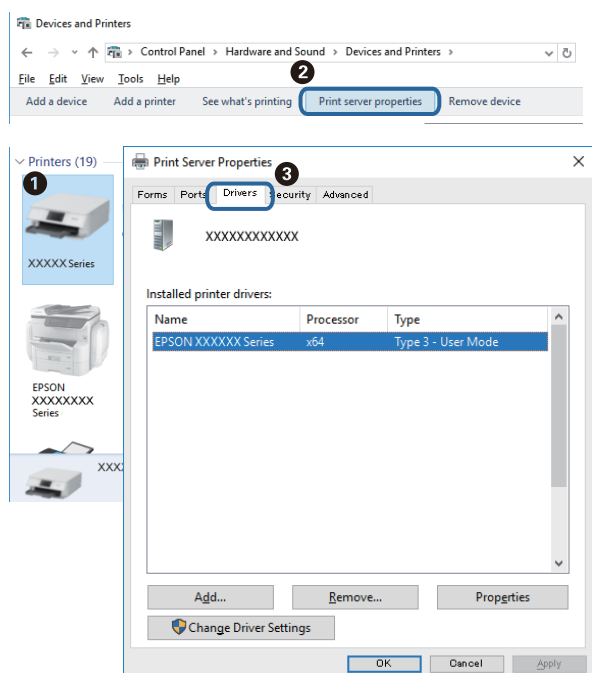 Devices and Printers
Control Panel > Hardware and Sound > Devices and Printers >
File Edit View Tools Help
2
Add a device Add a printer See what's printing Print server properties Remove device
Printers (19)
1
XXXXX Series
EPSON
XXXXXXXX
Series
XXX
Print Server Properties
3
Forms Ports Drivers Security Advanced
XXXXXXXXXXXX
Installed printer drivers:
Name Processor Type
EPSON XXXXXX Series x64 Type 3 - User Mode
Add... Remove... Properties
Change Driver Settings
OK Cancel Apply